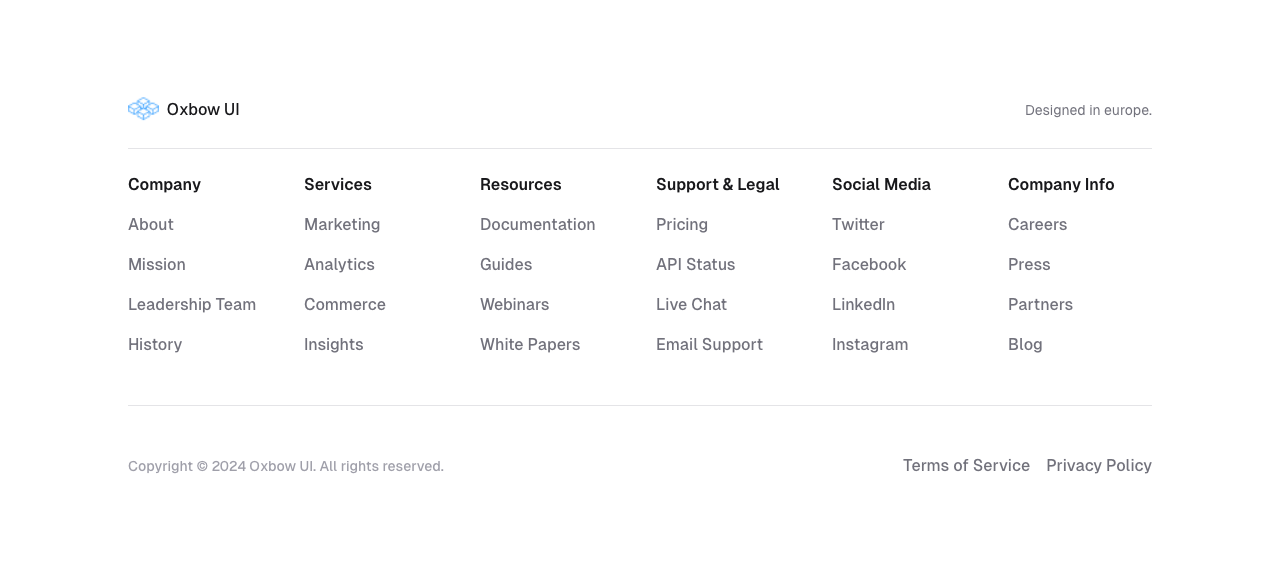 Oxbow UI
Designed in europe.
Company
About
Mission
Leadership Team
History
Services
Marketing
Analytics
Commerce
Insights
Resources
Documentation
Guides
Webinars
White Papers
Support & Legal
Pricing
API Status
Live Chat
Email Support
Social Media
Twitter
Facebook
LinkedIn
Instagram
Company Info
Careers
Press
Partners
Blog
Copyright © 2024 Oxbow UI. All rights reserved.
Terms of Service
Privacy Policy